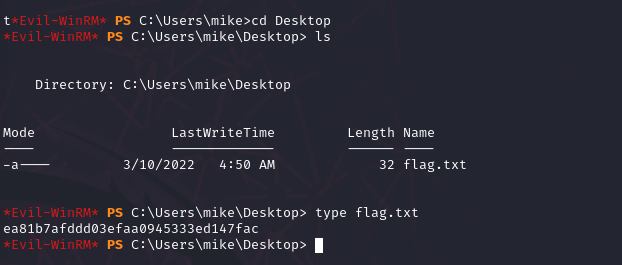 t*Evil-WinRM* PS C:\Users\mike>cd Desktop
*Evil-WinRM* PS C:\Users\mike\Desktop> ls
Directory: C:\Users\mike\Desktop
Mode LastWriteTime Length Name
---- ------------- ------ ----
-a---- 3/10/2022 4:50 AM 32 flag.txt
*Evil-WinRM* PS C:\Users\mike\Desktop> type flag.txt
ea81b7afddd03efaa0945333ed147fac
*Evil-WinRM* PS C:\Users\mike\Desktop>